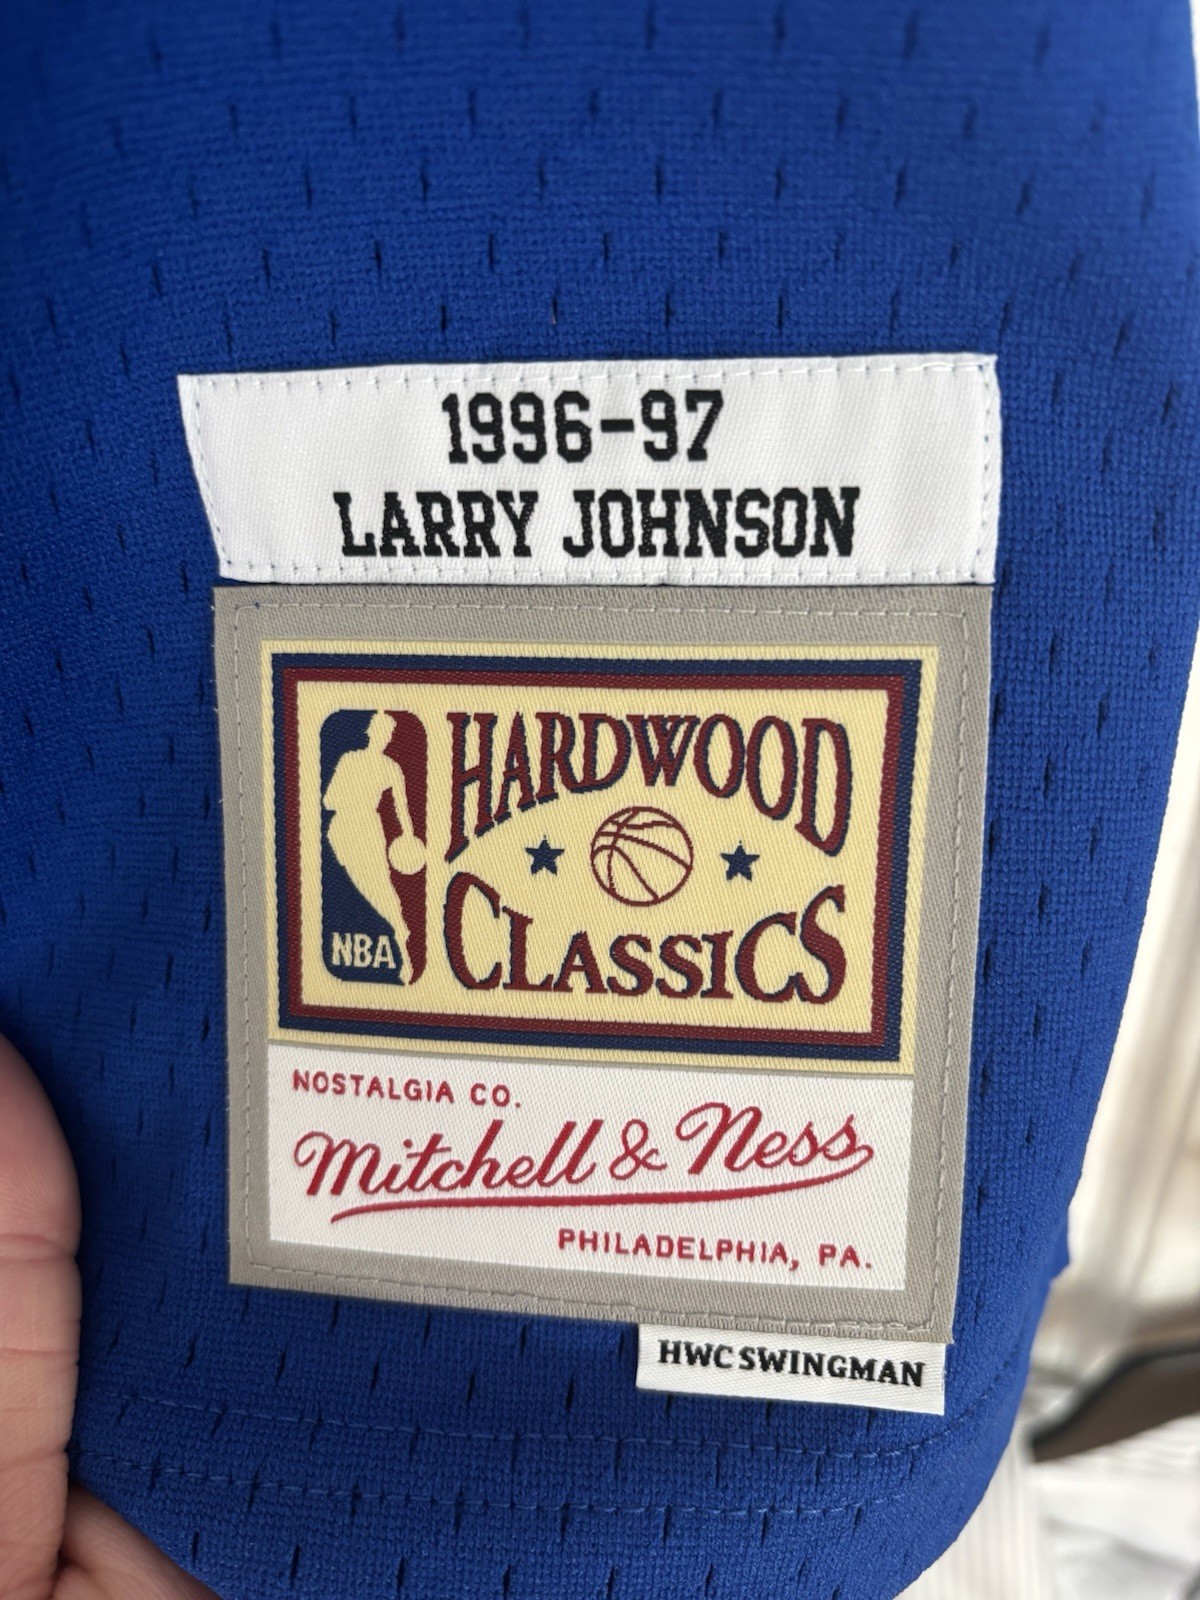 1996-97
LARRY JOHNSON
HARDWOOD
CLASSICS
NBA
NOSTALGIA CO.
Mitchell & Ness
PHILADELPHIA, PA.
HWC SWINGMAN